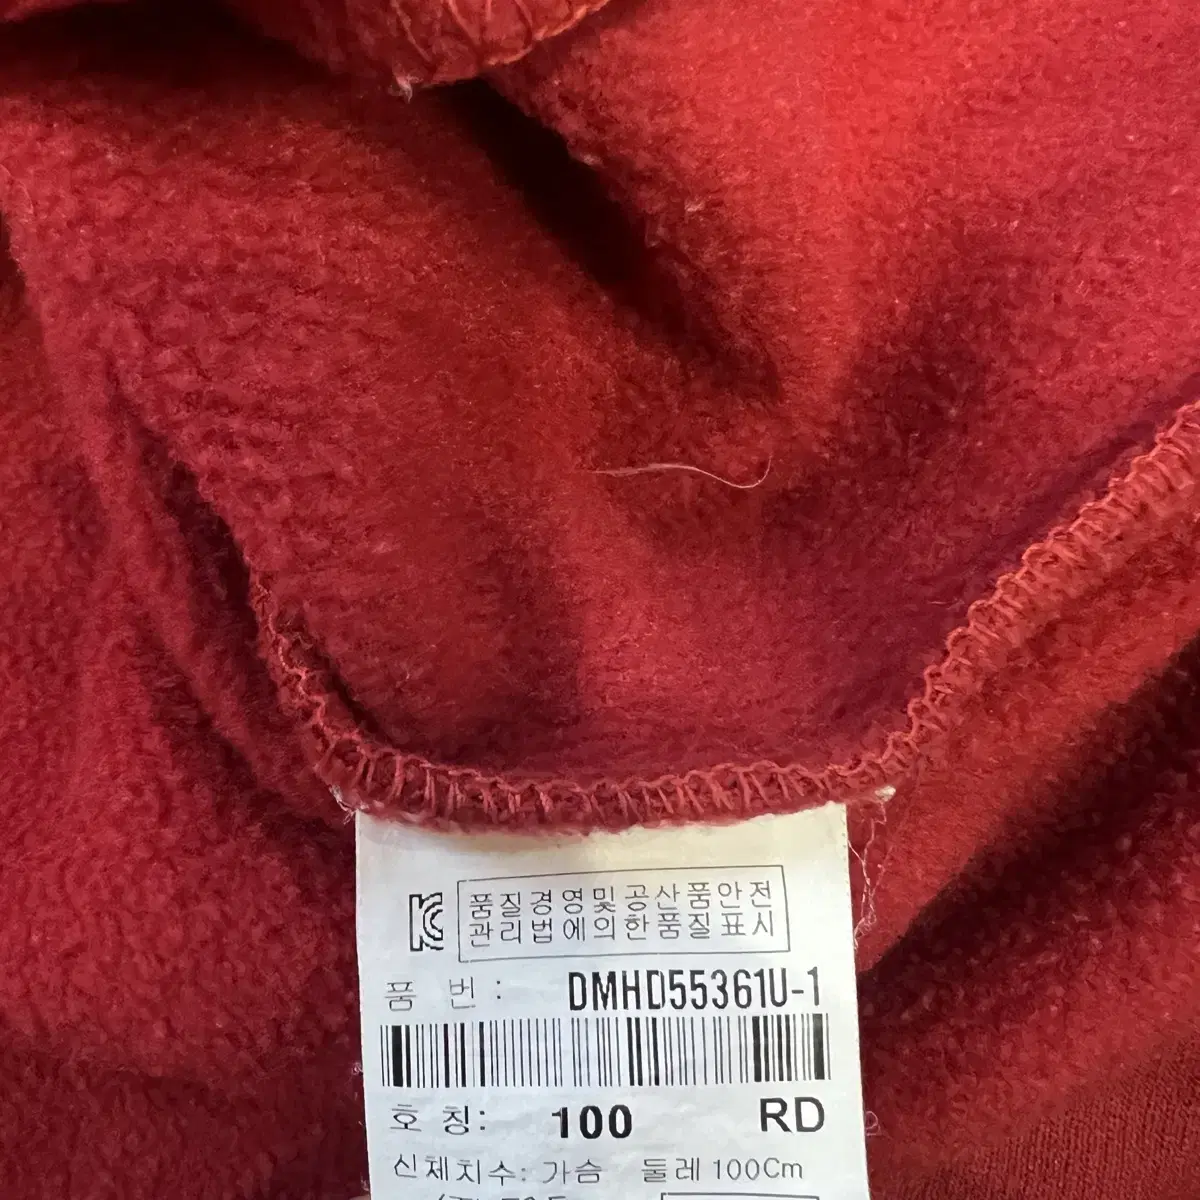 품질경영및공산품안전
관리법에의한품질표시
품 번: DMHD55361U-1
호 칭: 100 RD
신체치수: 가슴 둘레 100Cm